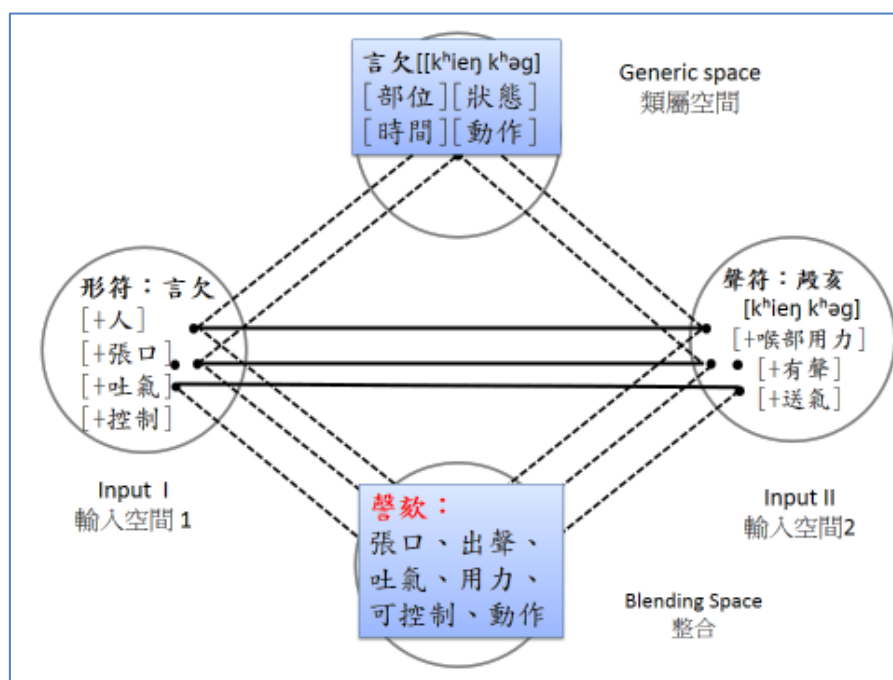 言欠[[kʰieŋ kʰəg]
[部位][狀態]
[時間][動作]
Generic space
類屬空間
形符：言欠
[+人]
[+張口]
[+吐氣]
[+控制]
Input I
輸入空間 1
聲符：殸亥
[kʰieŋ kʰəg]
[+喉部用力]
[+有聲]
[+送氣]
Input II
輸入空間2
謦欬：
張口、出聲、
吐氣、用力、
可控制、動作
Blending Space
整合